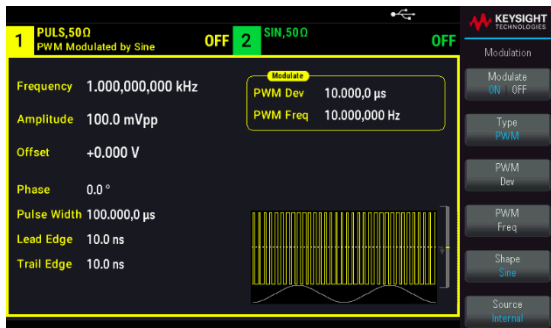 1 PULS,50Ω
PWM Modulated by Sine
OFF
2 SIN,50Ω
OFF
KEYSIGHT
TECHNOLOGIES
Modulation
Frequency 1.000,000,000 kHz
Amplitude 100.0 mVpp
Offset +0.000 V
Phase 0.0 °
Pulse Width 100.000,0 µs
Lead Edge 10.0 ns
Trail Edge 10.0 ns
Modulate
PWM Dev 10.000,0 µs
PWM Freq 10.000,000 Hz
Modulate
ON OFF
Type
PWM
PWM
Dev
PWM
Freq
Shape
Sine
Source
Internal